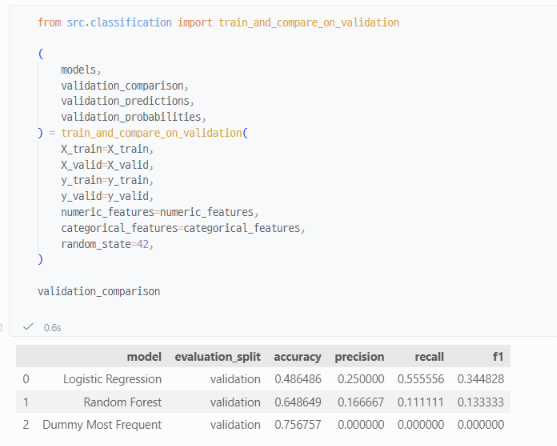 from src.classification import train_and_compare_on_validation
(
    models,
    validation_comparison,
    validation_predictions,
    validation_probabilities,
) = train_and_compare_on_validation(
    X_train=X_train,
    X_valid=X_valid,
    y_train=y_train,
    y_valid=y_valid,
    numeric_features=numeric_features,
    categorical_features=categorical_features,
    random_state=42,
)
validation_comparison
0.6s
model evaluation_split accuracy precision recall f1
0 Logistic Regression validation 0.486486 0.250000 0.555556 0.344828
1 Random Forest validation 0.648649 0.166667 0.111111 0.133333
2 Dummy Most Frequent validation 0.756757 0.000000 0.000000 0.000000